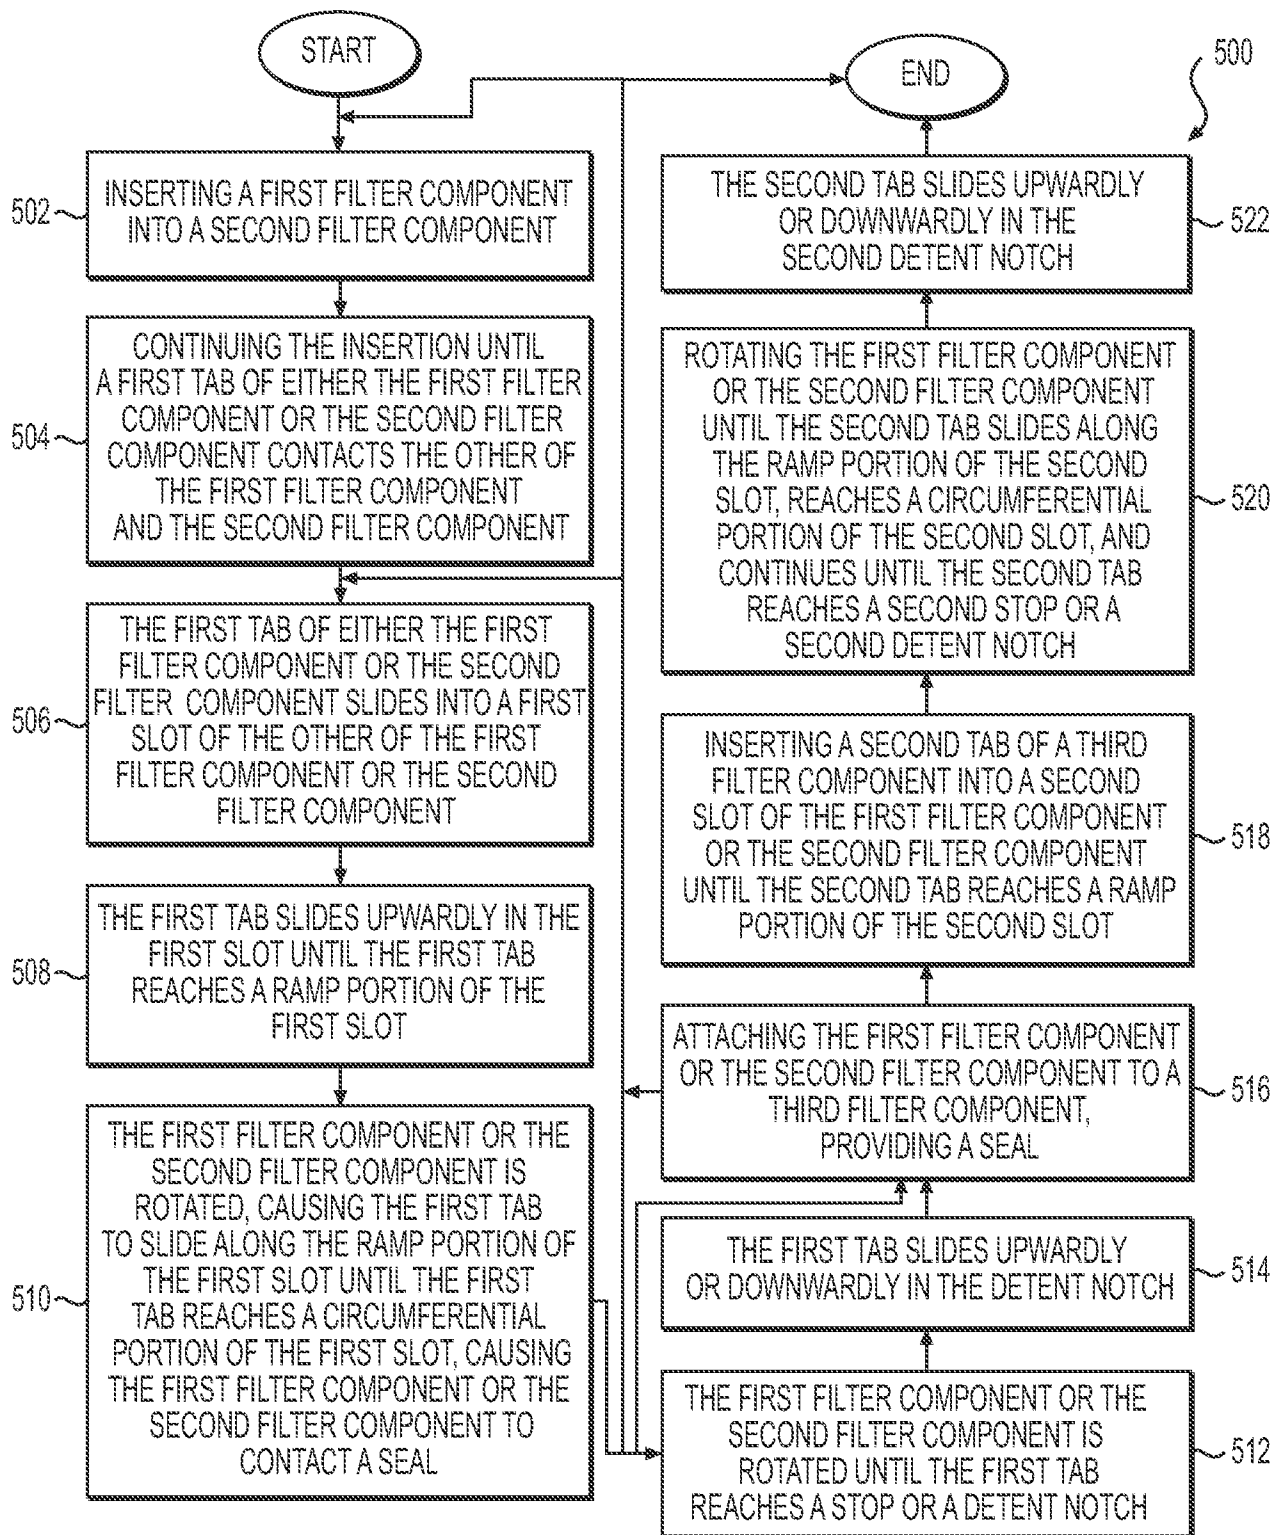 START
502
INSERTING A FIRST FILTER COMPONENT
INTO A SECOND FILTER COMPONENT
504
CONTINUING THE INSERTION UNTIL
A FIRST TAB OF EITHER THE FIRST FILTER
COMPONENT OR THE SECOND FILTER
COMPONENT CONTACTS THE OTHER OF
THE FIRST FILTER COMPONENT
AND THE SECOND FILTER COMPONENT
506
THE FIRST TAB OF EITHER THE FIRST
FILTER COMPONENT OR THE SECOND
FILTER COMPONENT SLIDES INTO A FIRST
SLOT OF THE OTHER OF THE FIRST
FILTER COMPONENT OR THE SECOND
FILTER COMPONENT
508
THE FIRST TAB SLIDES UPWARDLY IN THE
FIRST SLOT UNTIL THE FIRST TAB
REACHES A RAMP PORTION OF THE
FIRST SLOT
510
THE FIRST FILTER COMPONENT OR THE
SECOND FILTER COMPONENT IS
ROTATED, CAUSING THE FIRST TAB
TO SLIDE ALONG THE RAMP PORTION OF
THE FIRST SLOT UNTIL THE FIRST
TAB REACHES A CIRCUMFERENTIAL
PORTION OF THE FIRST SLOT, CAUSING
THE FIRST FILTER COMPONENT OR THE
SECOND FILTER COMPONENT TO
CONTACT A SEAL
500
END
THE SECOND TAB SLIDES UPWARDLY
OR DOWNWARDLY IN THE
SECOND DETENT NOTCH
522
ROTATING THE FIRST FILTER COMPONENT
OR THE SECOND FILTER COMPONENT
UNTIL THE SECOND TAB SLIDES ALONG
THE RAMP PORTION OF THE SECOND
SLOT, REACHES A CIRCUMFERENTIAL
PORTION OF THE SECOND SLOT, AND
CONTINUES UNTIL THE SECOND TAB
REACHES A SECOND STOP OR A
SECOND DETENT NOTCH
520
INSERTING A SECOND TAB OF A THIRD
FILTER COMPONENT INTO A SECOND
SLOT OF THE FIRST FILTER COMPONENT
OR THE SECOND FILTER COMPONENT
UNTIL THE SECOND TAB REACHES A RAMP
PORTION OF THE SECOND SLOT
518
ATTACHING THE FIRST FILTER COMPONENT
OR THE SECOND FILTER COMPONENT TO A
THIRD FILTER COMPONENT,
PROVIDING A SEAL
516
THE FIRST TAB SLIDES UPWARDLY
OR DOWNWARDLY IN THE DETENT NOTCH
514
THE FIRST FILTER COMPONENT OR THE
SECOND FILTER COMPONENT IS
ROTATED UNTIL THE FIRST TAB
REACHES A STOP OR A DETENT NOTCH
512